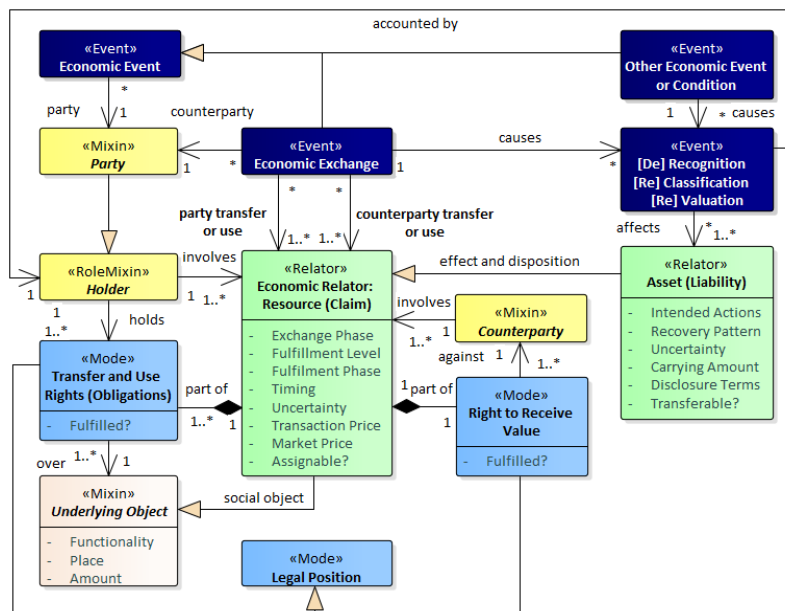 accounted by
«Event»
Economic Event
«Event»
Other Economic Event
or Condition
*
1
party
counterparty
1
*
causes
«Mixin»
Party
1
*
«Event»
Economic Exchange
1
causes
*
«Event»
[De] Recognition
[Re] Classification
[Re] Valuation
*
*
party transfer
or use
counterparty transfer
or use
1..*
1..*
affects
*
1..*
«RoleMixin»
Holder
involves
1
1..*
1
1
1..*
holds
«Relator»
Economic Relator:
Resource (Claim)
- Exchange Phase
- Fulfillment Level
- Fulfilment Phase
- Timing
- Uncertainty
- Transaction Price
- Market Price
- Assignable?
effect and disposition
«Relator»
Asset (Liability)
- Intended Actions
- Recovery Pattern
- Uncertainty
- Carrying Amount
- Disclosure Terms
- Transferable?
involves
1..*
1
«Mixin»
Counterparty
against
1
1..*
«Mode»
Transfer and Use
Rights (Obligations)
- Fulfilled?
part of
1..*
1
1
part of
1
«Mode»
Right to Receive
Value
- Fulfilled?
1..*
1
over
«Mixin»
Underlying Object
- Functionality
- Place
- Amount
social object
«Mode»
Legal Position